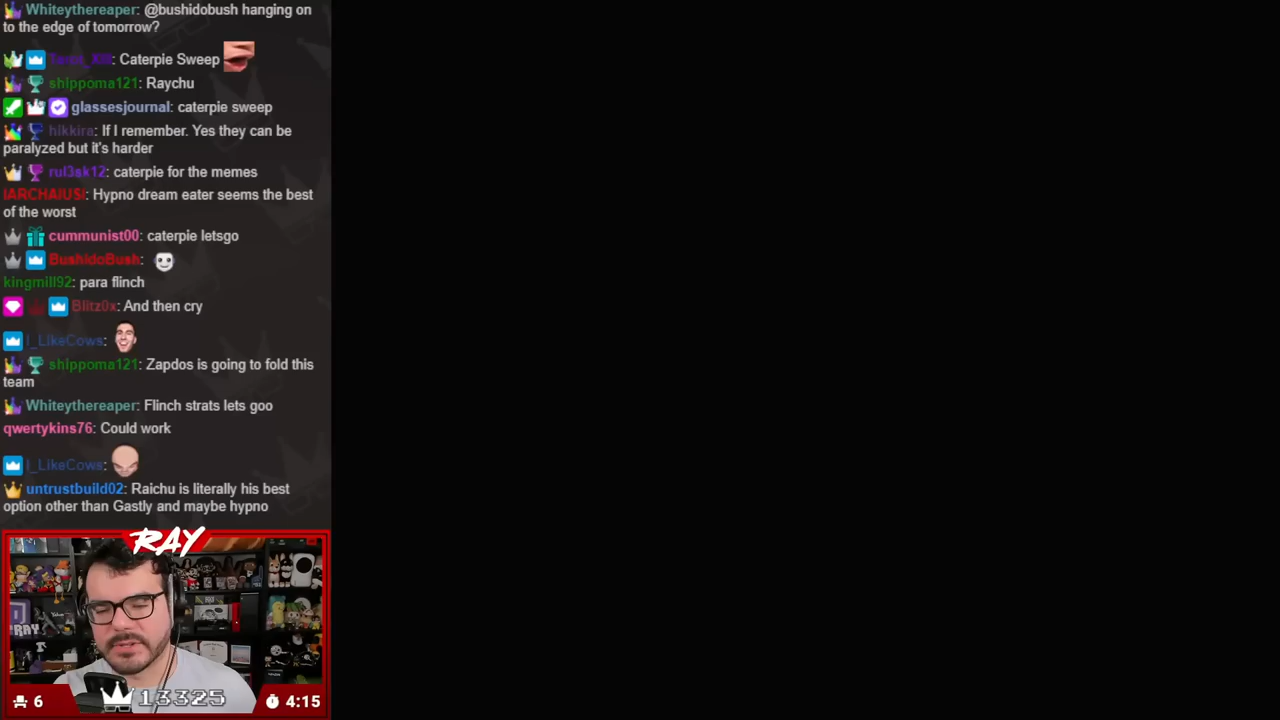 Whiteythereaper: @bushidobush hanging on
to the edge of tomorrow?
Caterpie Sweep
shippoma121: Raychu
glassesjournal: caterpie sweep
hikkira: If I remember. Yes they can be
paralyzed but it's harder
rul3sk12: caterpie for the memes
IARCHAIUSI: Hypno dream eater seems the best
of the worst
cummunist00: caterpie letsgo
BushidoBush:
kingmill92: para flinch
Blitz0x: And then cry
I_LikeCows:
shippoma121: Zapdos is going to fold this
team
Whiteythereaper: Flinch strats lets goo
qwertykins76: Could work
I_LikeCows:
untrustbuild02: Raichu is literally his best
option other than Gastly and maybe hypno
RAY
RAY
6
13325
4:15